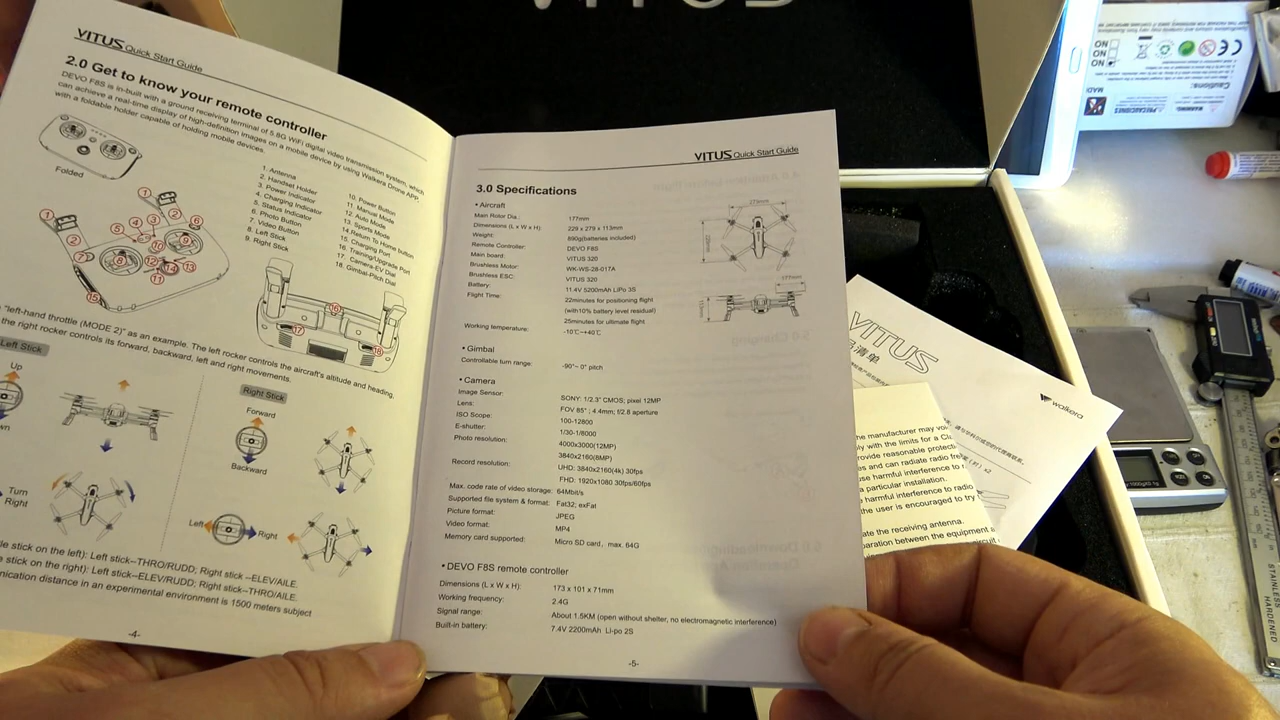 VITUS Quick Start Guide
2.0 Get to know your remote controller
DEVO F8S is in-built with a ground receiving terminal of 5.8G WiFi digital video transmission system, which
can achieve a real-time display of high-definition images on a mobile device by using Walkera Drone APP,
with a foldable holder capable of holding mobile devices.
Folded
1. Antenna
2. Handset Holder
3. Power Indicator
4. Charging Indicator
5. Status Indicator
6. Photo Button
7. Video Button
8. Left Stick
9. Right Stick
10. Power Button
11. Manual Mode
12. Auto Mode
13. Sports Mode
14. Return To Home button
15. Charging Port
16. Training/Upgrade Port
17. Camera-EV Dial
18. Gimbal-Pitch Dial
"left-hand throttle (MODE 2)" as an example. The left rocker controls the aircraft's altitude and heading,
the right rocker controls its forward, backward, left and right movements.
Left Stick
Up
Turn
Right
Right Stick
Forward
Backward
Left
Right
stick on the left): Left stick--THRO/RUDD; Right stick --ELEV/AILE.
stick on the right): Left stick--ELEV/RUDD; Right stick--THRO/AILE.
distance in an experimental environment is 1500 meters subject
-4-
VITUS Quick Start Guide
3.0 Specifications
• Aircraft
Main Rotor Dia.: 177mm
Dimensions (L x W x H): 229 x 279 x 113mm
Weight: 890g(batteries included)
Remote Controller: DEVO F8S
Main board: VITUS 320
Brushless Motor: WK-WS-28-017A
Brushless ESC: VITUS 320
Battery: 11.4V 5200mAh LiPo 3S
Flight Time: 22minutes for positioning flight
(with10% battery level residual)
25minutes for ultimate flight
Working temperature: -10℃~+40℃
177mm
• Gimbal
Controllable turn range: -90°~ 0° pitch
• Camera
Image Sensor: SONY: 1/2.3" CMOS; pixel 12MP
Lens: FOV 85° ; 4.4mm; f/2.8 aperture
ISO Scope: 100-12800
E-shutter: 1/30-1/8000
Photo resolution: 4000x3000(12MP)
3840x2160(8MP)
Record resolution: UHD: 3840x2160(4k) 30fps
FHD: 1920x1080 30fps/60fps
Max. code rate of video storage: 64Mbit/s
Supported file system & format: Fat32; exFat
Picture format: JPEG
Video format: MP4
Memory card supported: Micro SD card, max. 64G
• DEVO F8S remote controller
Dimensions (L x W x H): 173 x 101 x 71mm
Working frequency: 2.4G
Signal range: About 1.5KM (open without shelter, no electromagnetic interference)
Built-in battery: 7.4V 2200mAh Li-po 2S
-5-
VITUS
清单
walkera
he manufacturer may
with the limits for a
reasonable
es and can radiate radio
use harmful interference to
a particular installation.
harmful interference to radio
the user is encouraged to try
the receiving antenna.
between the equipment
NO
NO
NO
CE
Cautions:
WARNING.
STAINLESS
HARDENED